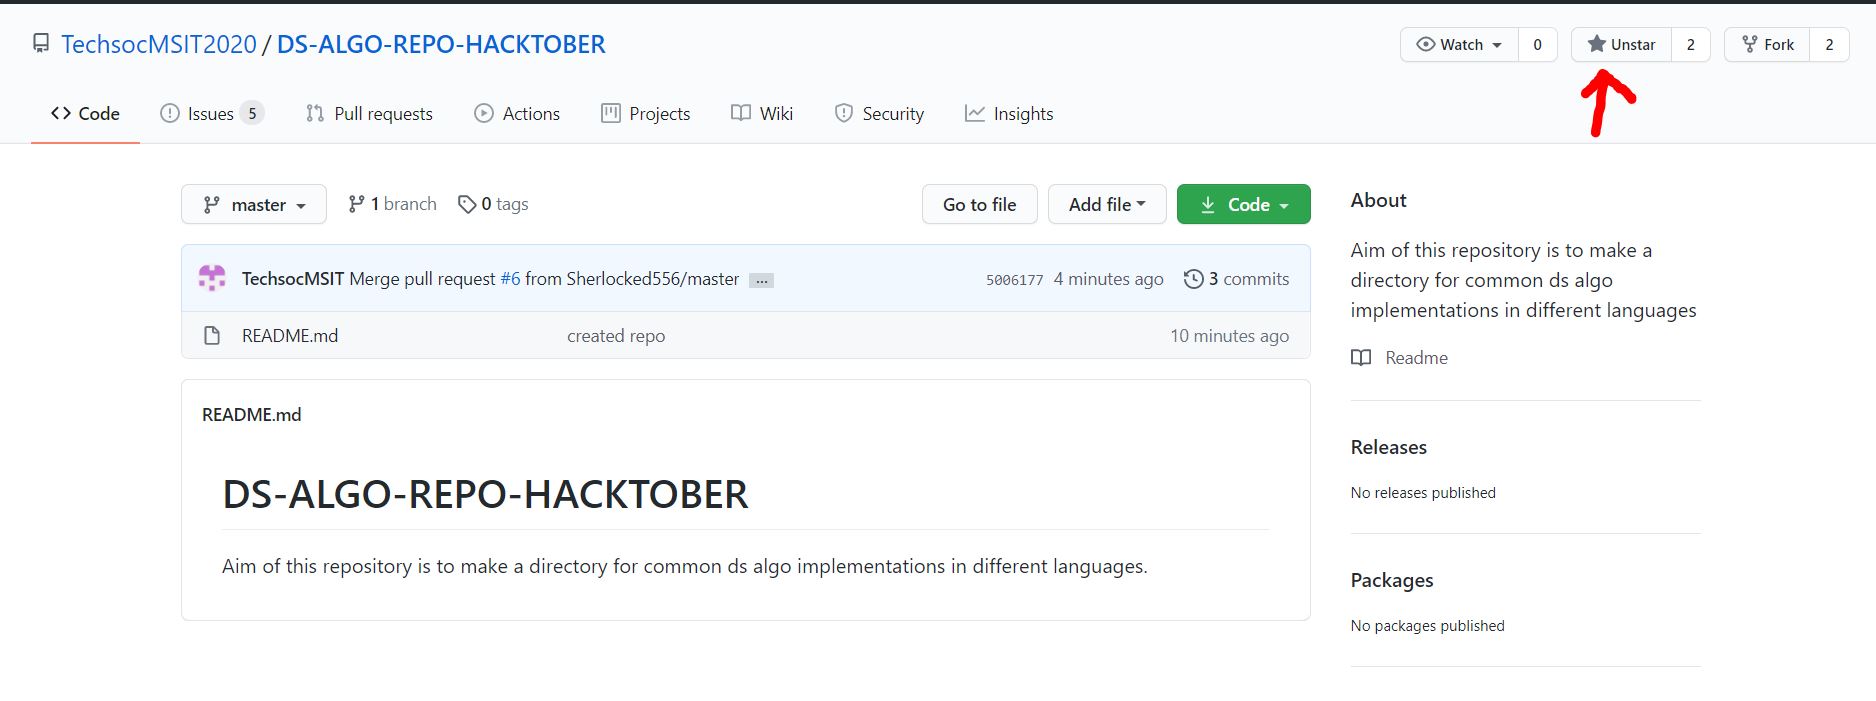 TechsocMSIT2020 / DS-ALGO-REPO-HACKTOBER
Watch 0 Unstar 2 Fork 2
Code Issues 5 Pull requests Actions Projects Wiki Security Insights
master 1 branch 0 tags Go to file Add file Code
TechsocMSIT Merge pull request #6 from Sherlocked556/master ... 5006177 4 minutes ago 3 commits
README.md created repo 10 minutes ago
README.md
DS-ALGO-REPO-HACKTOBER
Aim of this repository is to make a directory for common ds algo implementations in different languages.
About
Aim of this repository is to make a
directory for common ds algo
implementations in different languages
Readme
Releases
No releases published
Packages
No packages published